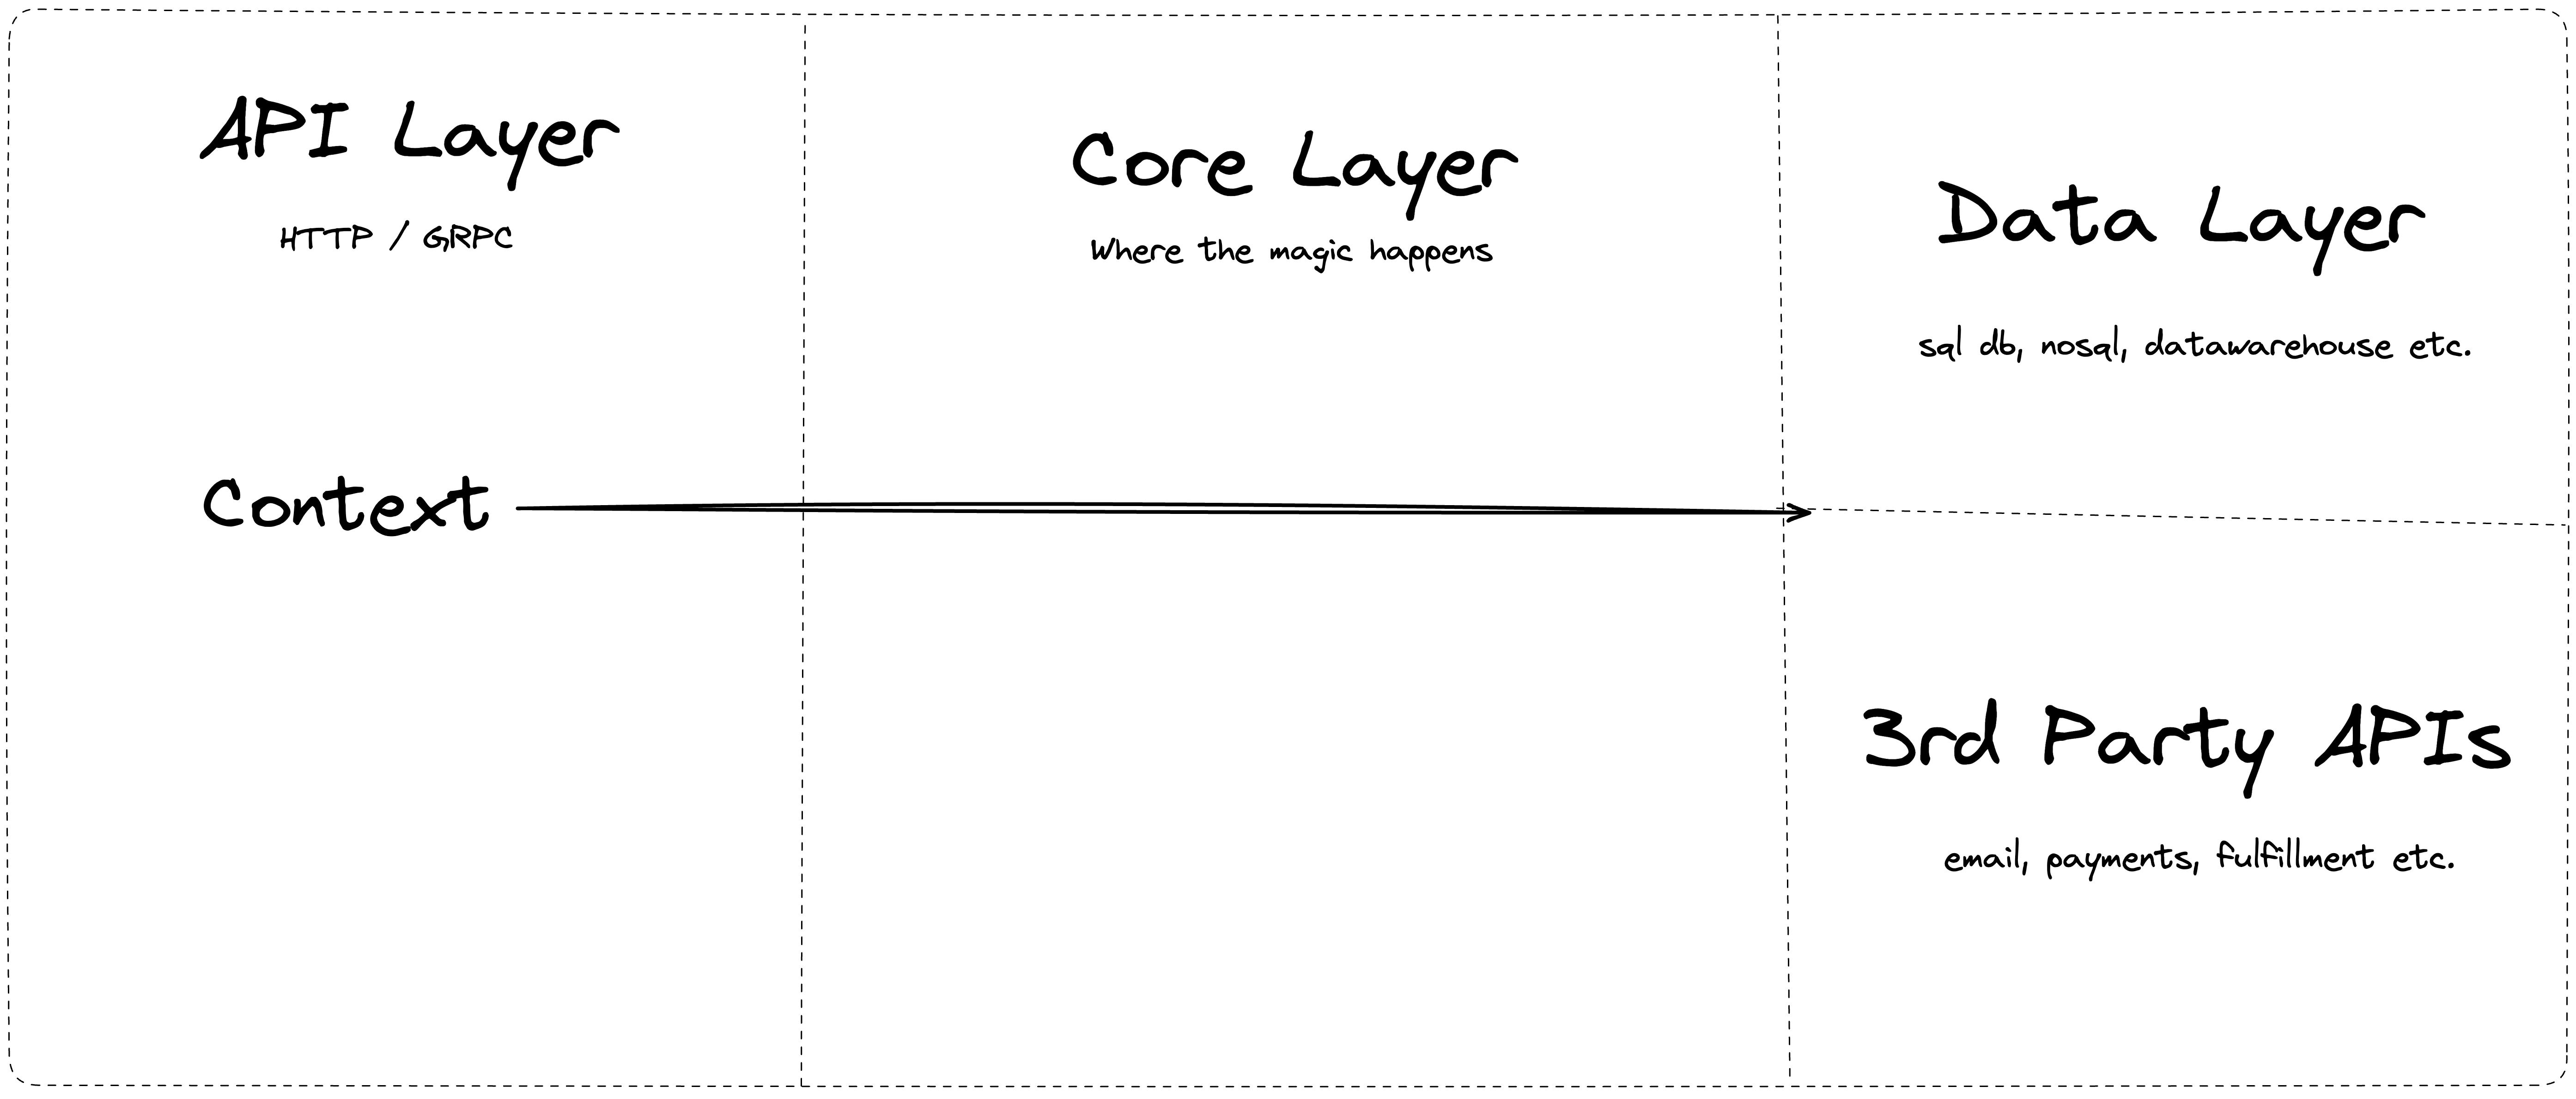 API Layer
HTTP / GRPC
Context
Core Layer
Where the magic happens
Data Layer
sql db, nosql, datawarehouse etc.
3rd Party APIs
email, payments, fulfillment etc.